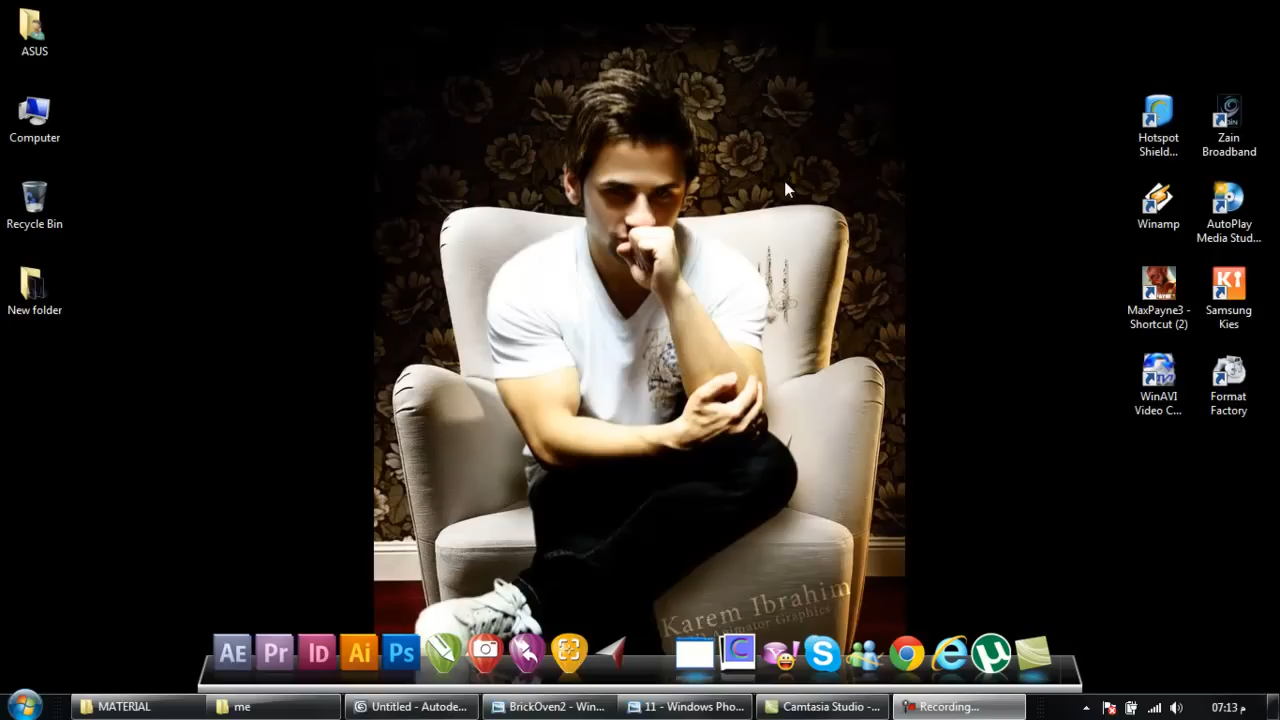 ASUS
Computer
Recycle Bin
New folder
Hotspot
Shield...
Zain
Broadband
Winamp
AutoPlay
Media Stud...
MaxPayne3 -
Shortcut (2)
Samsung
Kies
WinAVI
Video C...
Format
Factory
Karem Ibrahim
Animator Graphics
AE
Pr
ID
Ai
Ps
MATERIAL
me
Untitled - Autode...
BrickOven2 - Win...
11 - Windows Pho...
Camtasia Studio -...
Recording...
07:13 م